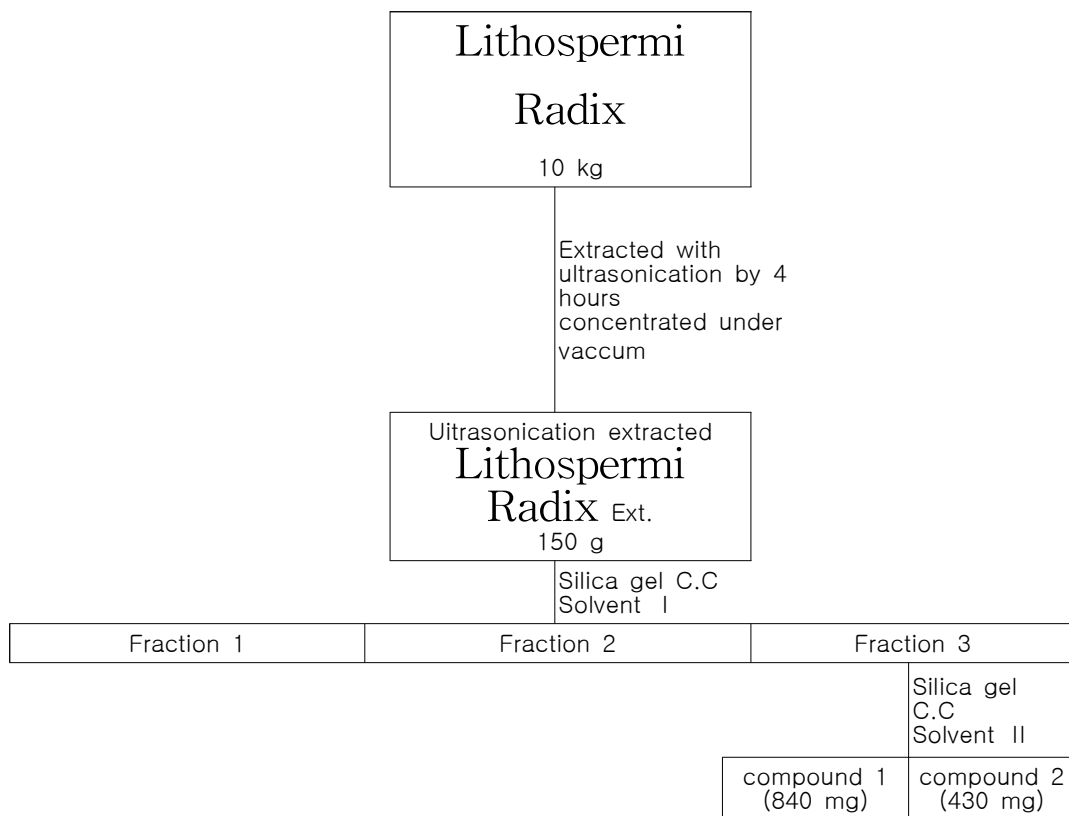 Lithospermi
Radix
10 kg
Extracted with
ultrasonication by 4
hours
concentrated under
vaccum
Uitrasonication extracted
Lithospermi
Radix Ext.
150 g
Silica gel C.C
Solvent I
Fraction 1
Fraction 2
Fraction 3
Silica gel
C.C
Solvent II
compound 1
(840 mg)
compound 2
(430 mg)